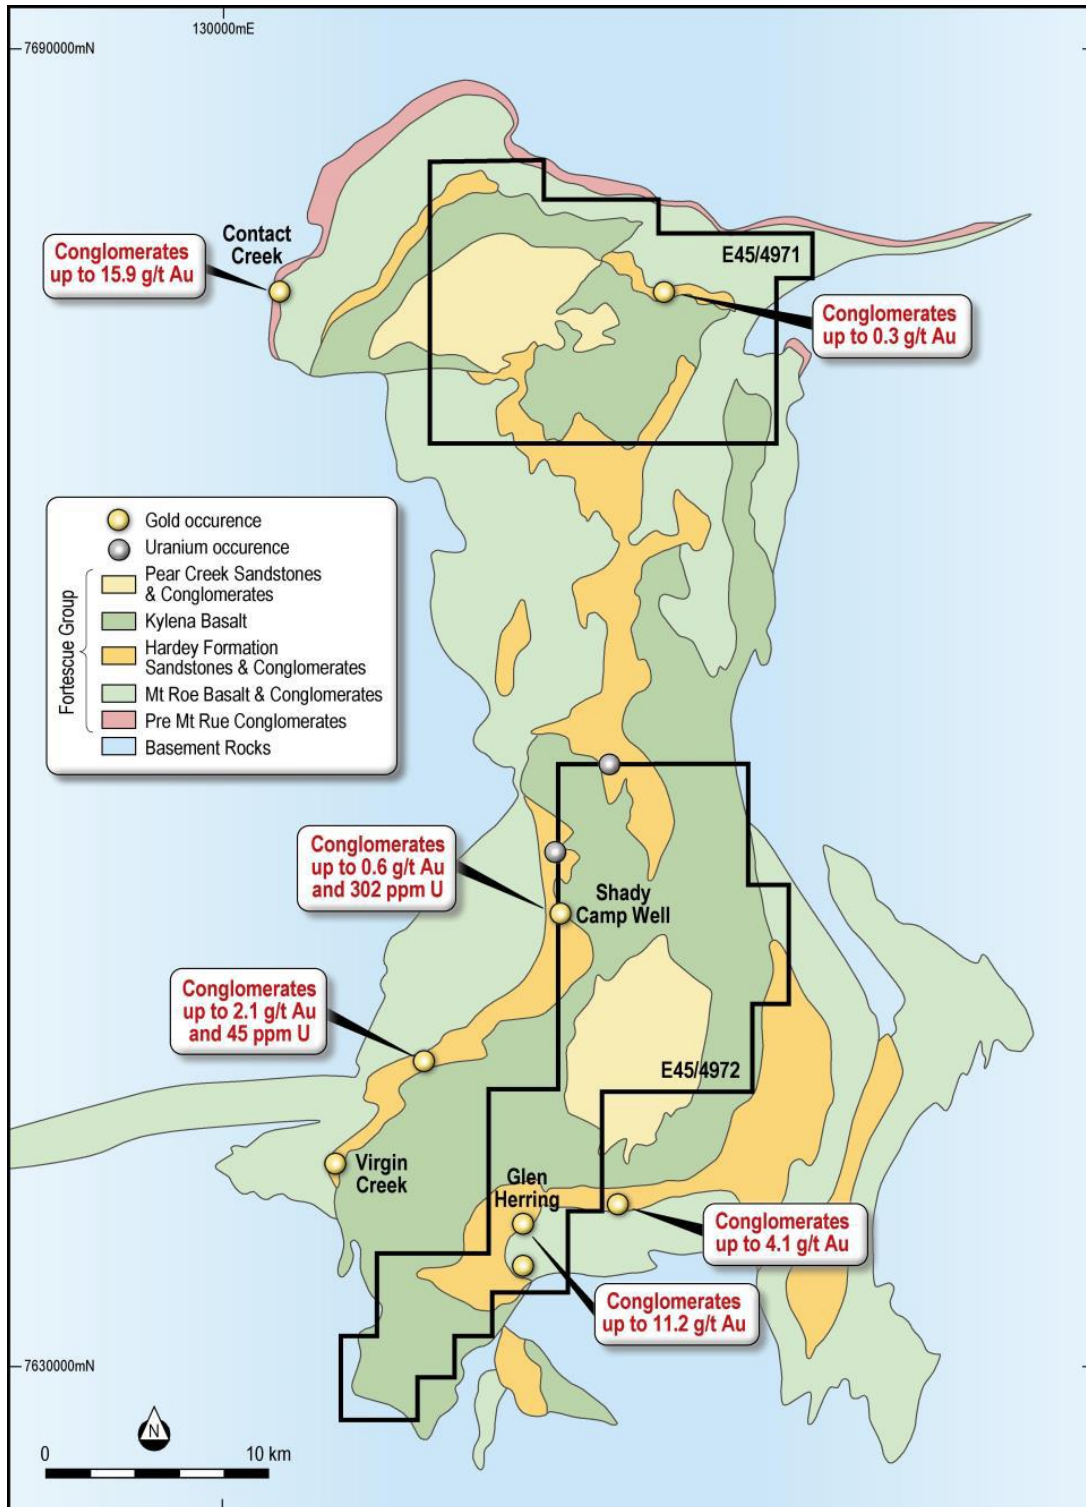 130000mE
7690000mN
Contact
Creek
Conglomerates
up to 15.9 g/t Au
E45/4971
Conglomerates
up to 0.3 g/t Au
Gold occurence
Uranium occurence
Fortescue Group
Pear Creek Sandstones
& Conglomerates
Kylena Basalt
Hardey Formation
Sandstones & Conglomerates
Mt Roe Basalt & Conglomerates
Pre Mt Rue Conglomerates
Basement Rocks
Conglomerates
up to 0.6 g/t Au
and 302 ppm U
Shady
Camp Well
Conglomerates
up to 2.1 g/t Au
and 45 ppm U
E45/4972
Virgin
Creek
Glen
Herring
Conglomerates
up to 4.1 g/t Au
Conglomerates
up to 11.2 g/t Au
7630000mN
N
0
10 km